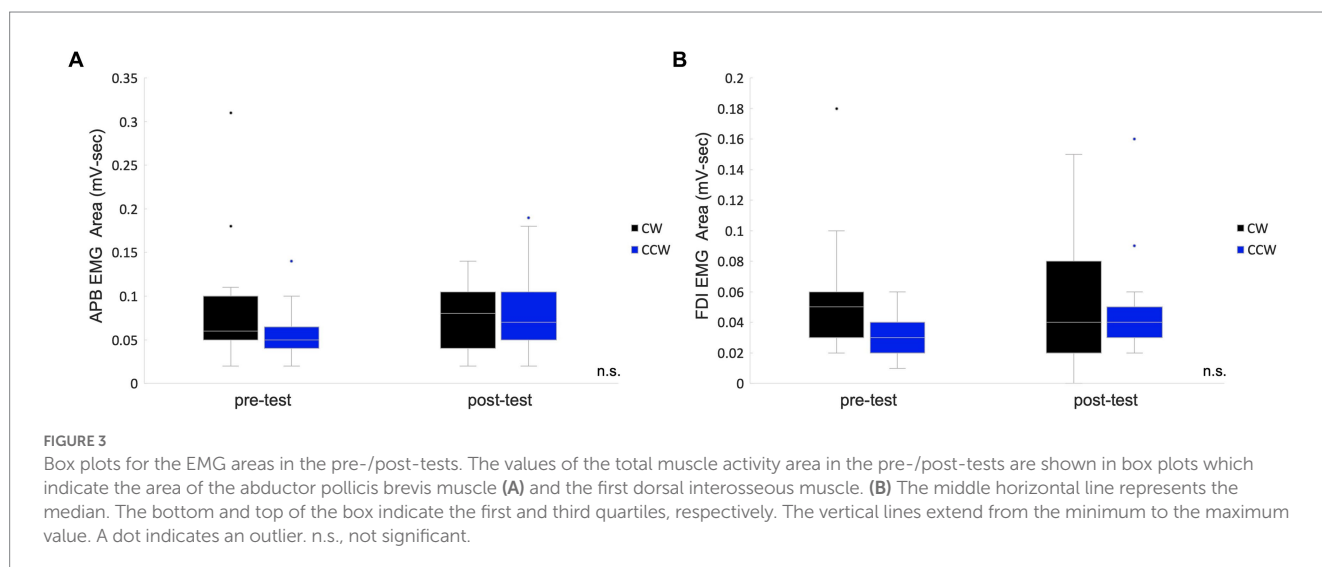 A
0.35
0.3
0.25
0.2
0.15
0.1
0.05
0
APB EMG Area (mV-sec)
pre-test
post-test
CW
CCW
n.s.
B
0.2
0.18
0.16
0.14
0.12
0.1
0.08
0.06
0.04
0.02
0
FDI EMG Area (mV-sec)
pre-test
post-test
CW
CCW
n.s.
FIGURE 3
Box plots for the EMG areas in the pre-/post-tests. The values of the total muscle activity area in the pre-/post-tests are shown in box plots which
indicate the area of the abductor pollicis brevis muscle (A) and the first dorsal interosseous muscle. (B) The middle horizontal line represents the
median. The bottom and top of the box indicate the first and third quartiles, respectively. The vertical lines extend from the minimum to the maximum
value. A dot indicates an outlier. n.s., not significant.